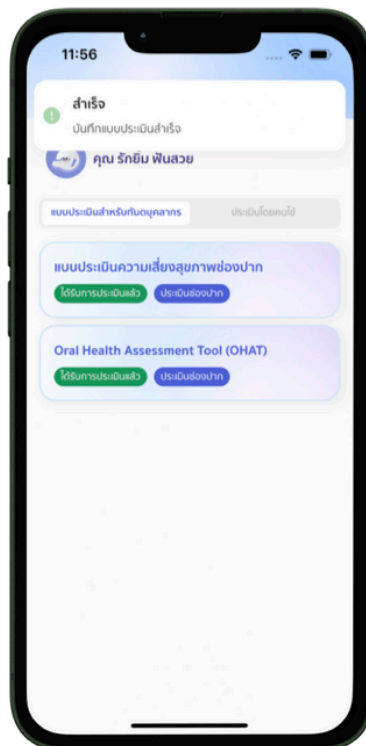 11:56
สำเร็จ
บันทึกแบบประเมินสำเร็จ
คุณ รักยิ้ม ฟันสวย
แบบประเมินสำหรับทันตบุคลากร
ประเมินโดยคนไข้
แบบประเมินความเสี่ยงสุขภาพช่องปาก
ได้รับการประเมินแล้ว ประเมินช่องปาก
Oral Health Assessment Tool (OHAT)
ได้รับการประเมินแล้ว ประเมินช่องปาก